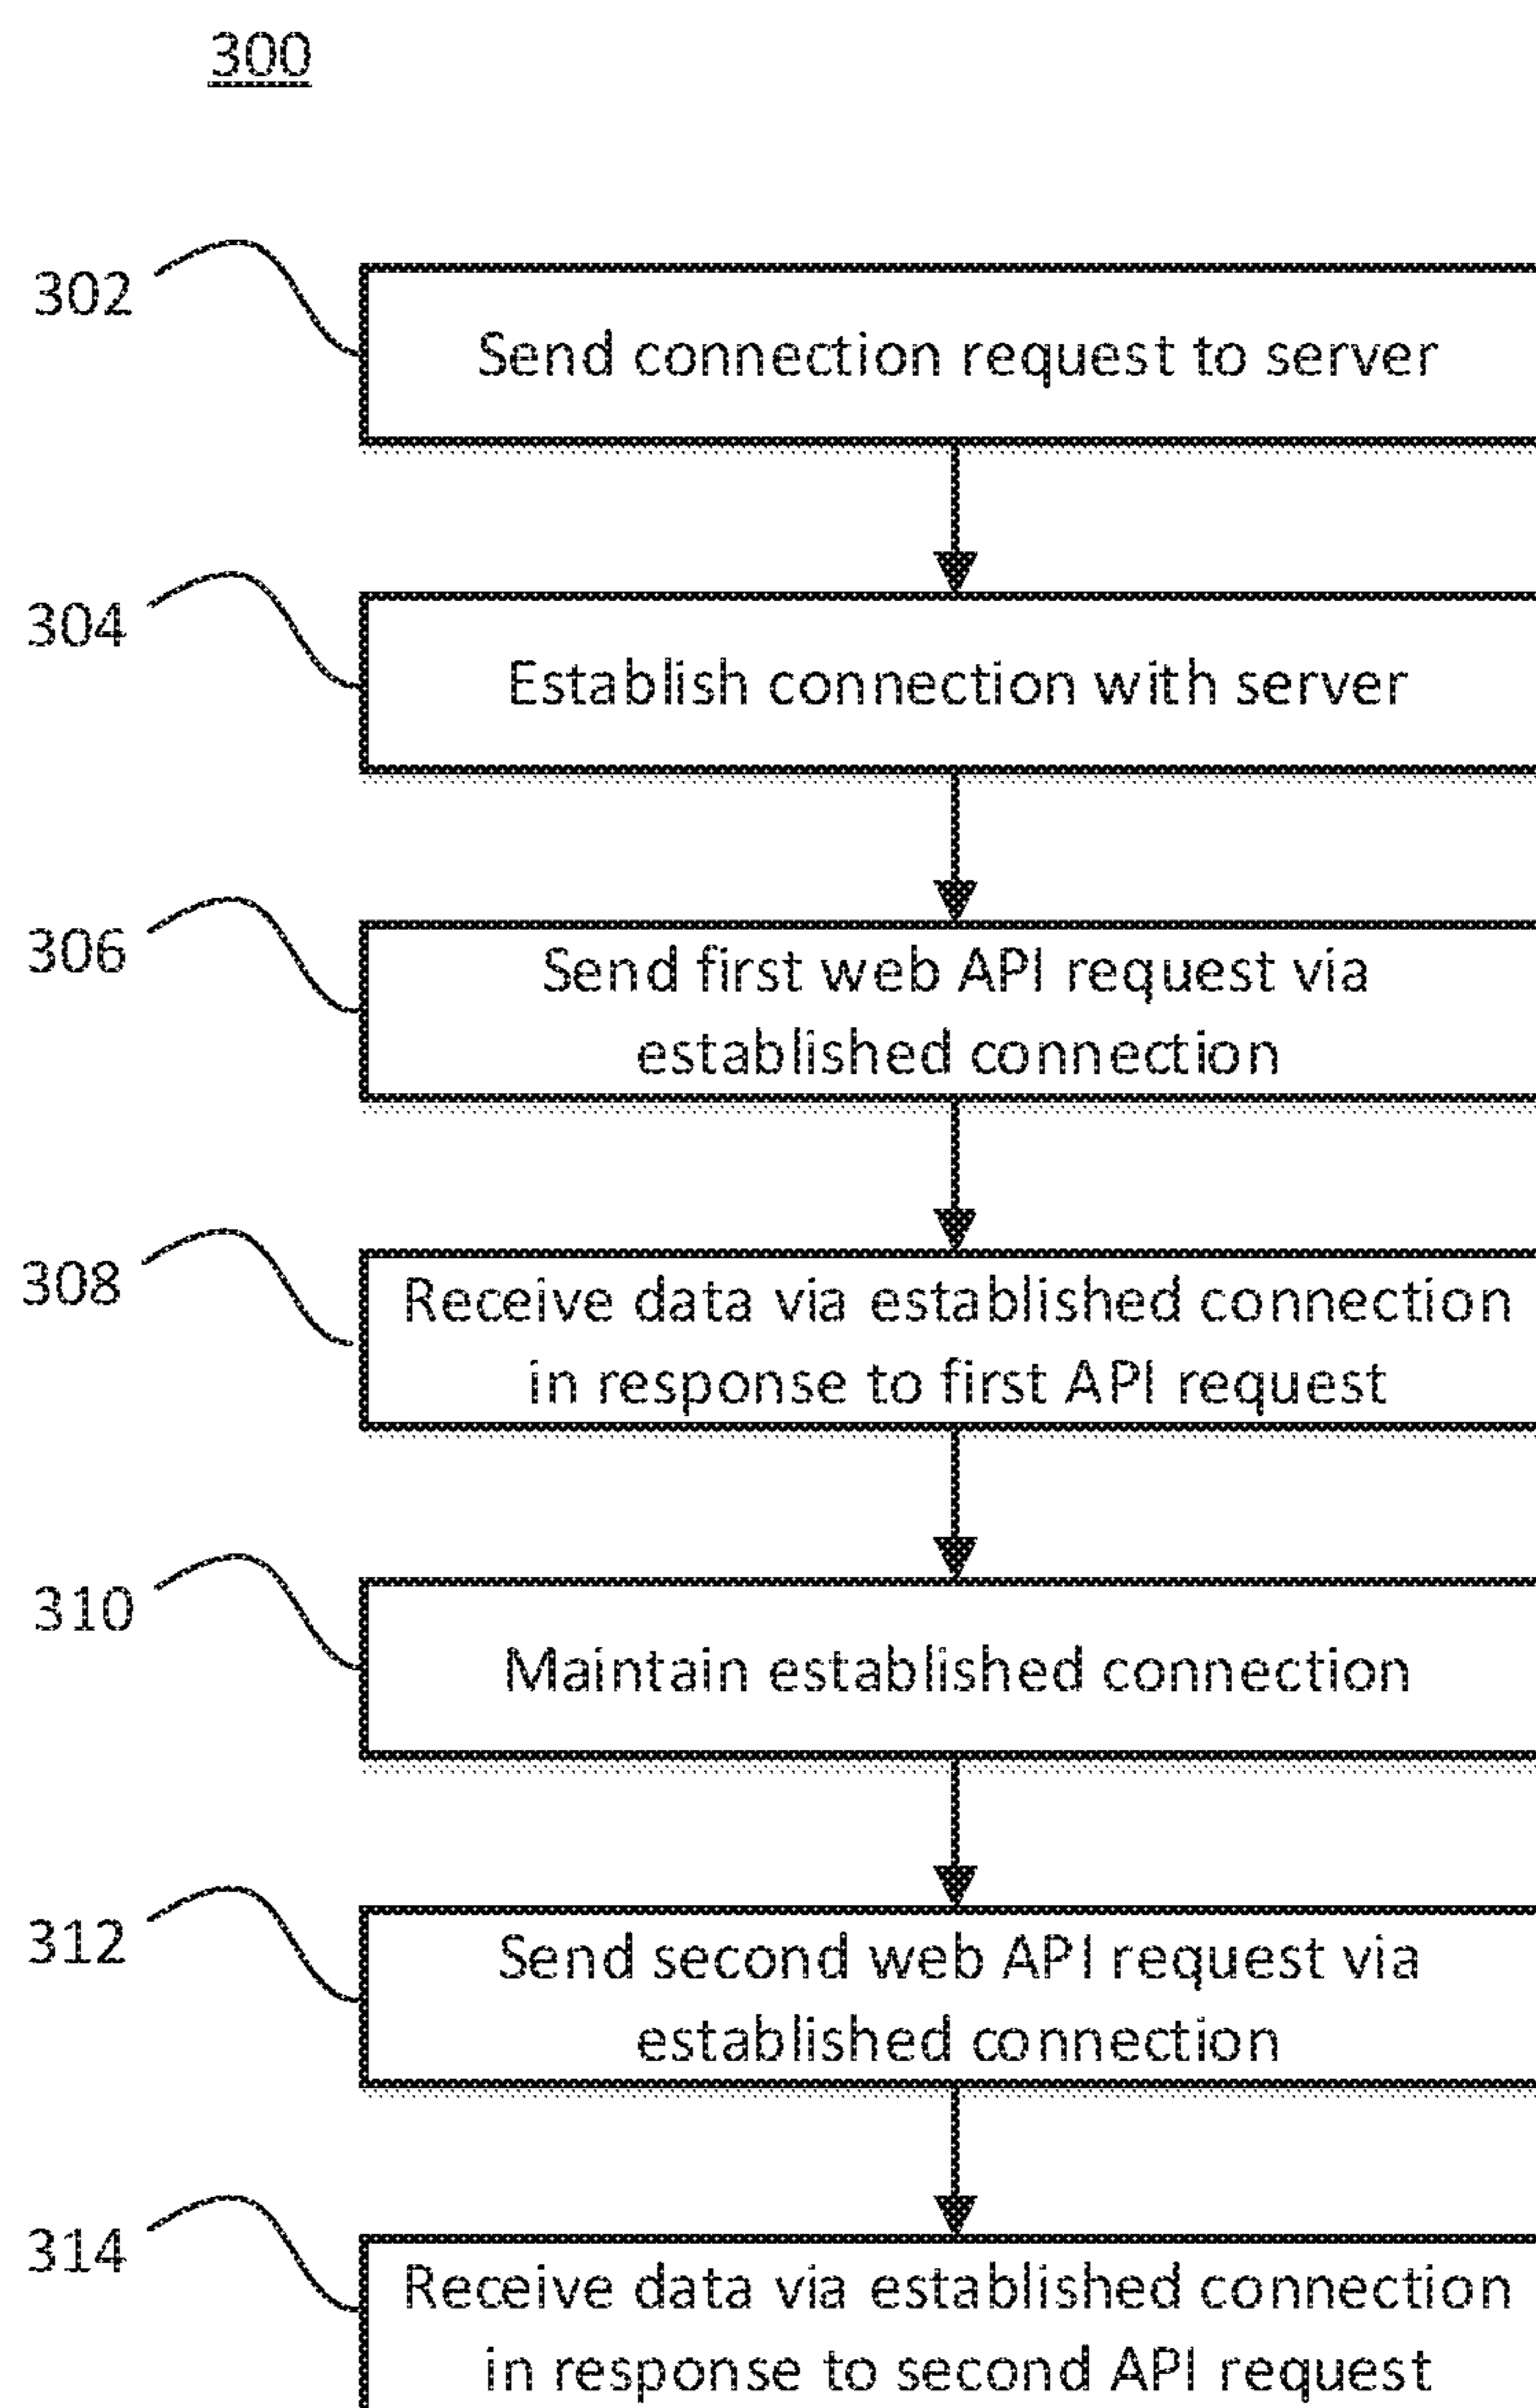 300
302
Send connection request to server
304
Establish connection with server
306
Send first web API request via
established connection
308
Receive data via established connection
in response to first API request
310
Maintain established connection
312
Send second web API request via
established connection
314
Receive data via established connection
in response to second API request